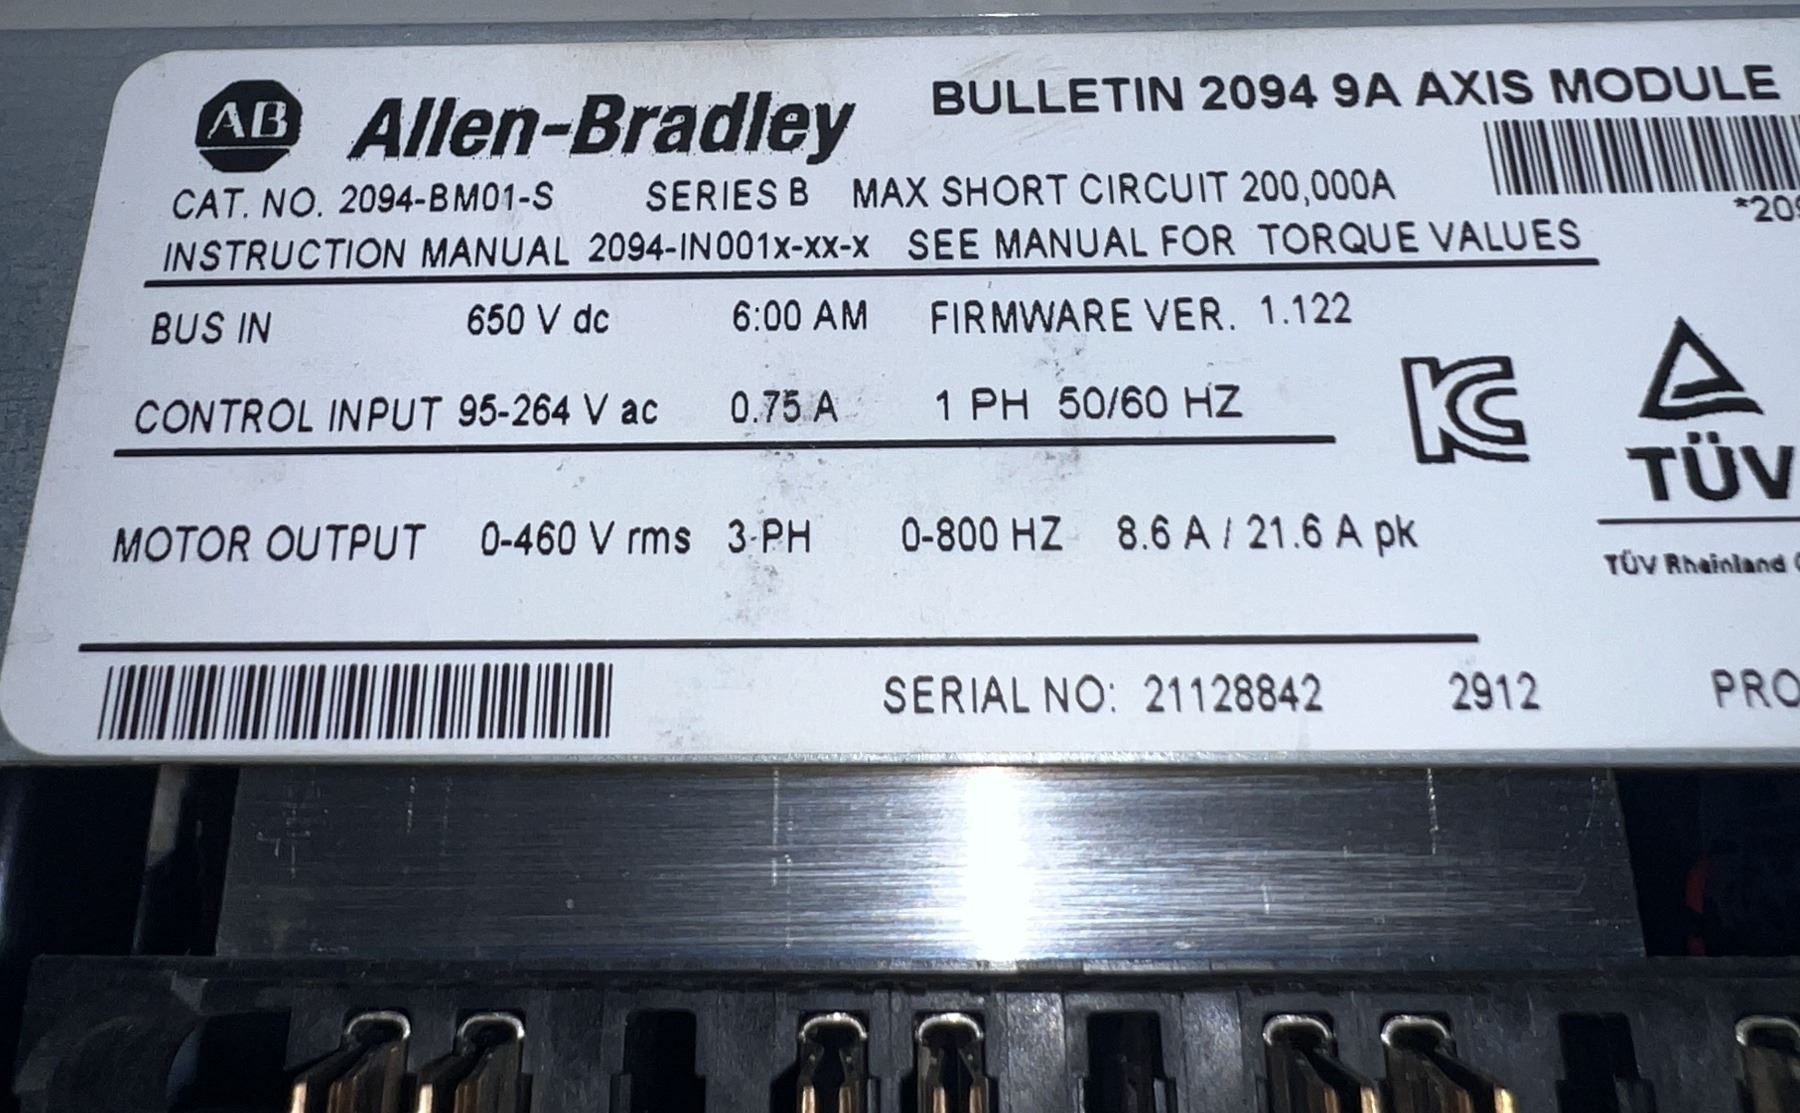 AB Allen-Bradley BULLETIN 2094 9A AXIS MODULE
CAT. NO. 2094-BM01-S SERIES B MAX SHORT CIRCUIT 200,000A
*209
INSTRUCTION MANUAL 2094-IN001X-XX-X SEE MANUAL FOR TORQUE VALUES
BUS IN 650 V dc 6:00 AM FIRMWARE VER. 1.122
CONTROL INPUT 95-264 V ac 0.75 A 1 PH 50/60 HZ
KC
TÜV
MOTOR OUTPUT 0-460 V rms 3-PH 0-800 HZ 8.6 A / 21.6 A pk
TÜV Rheinland
SERIAL NO: 21128842 2912 PRO